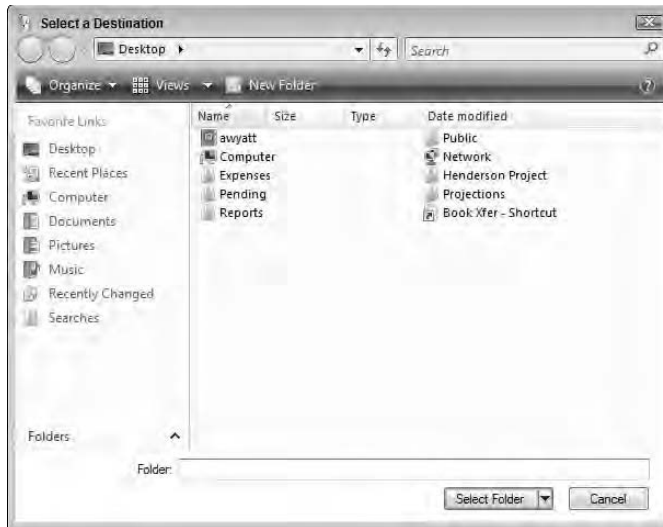 Select a Destination
Desktop
Search
Organize Views New Folder
Favorite Links
Desktop
Recent Places
Computer
Documents
Pictures
Music
Recently Changed
Searches
Folders
Name Size Type Date modified
awyatt Public
Computer Network
Expenses Henderson Project
Pending Projections
Reports Book Xfer - Shortcut
Folder:
Select Folder Cancel